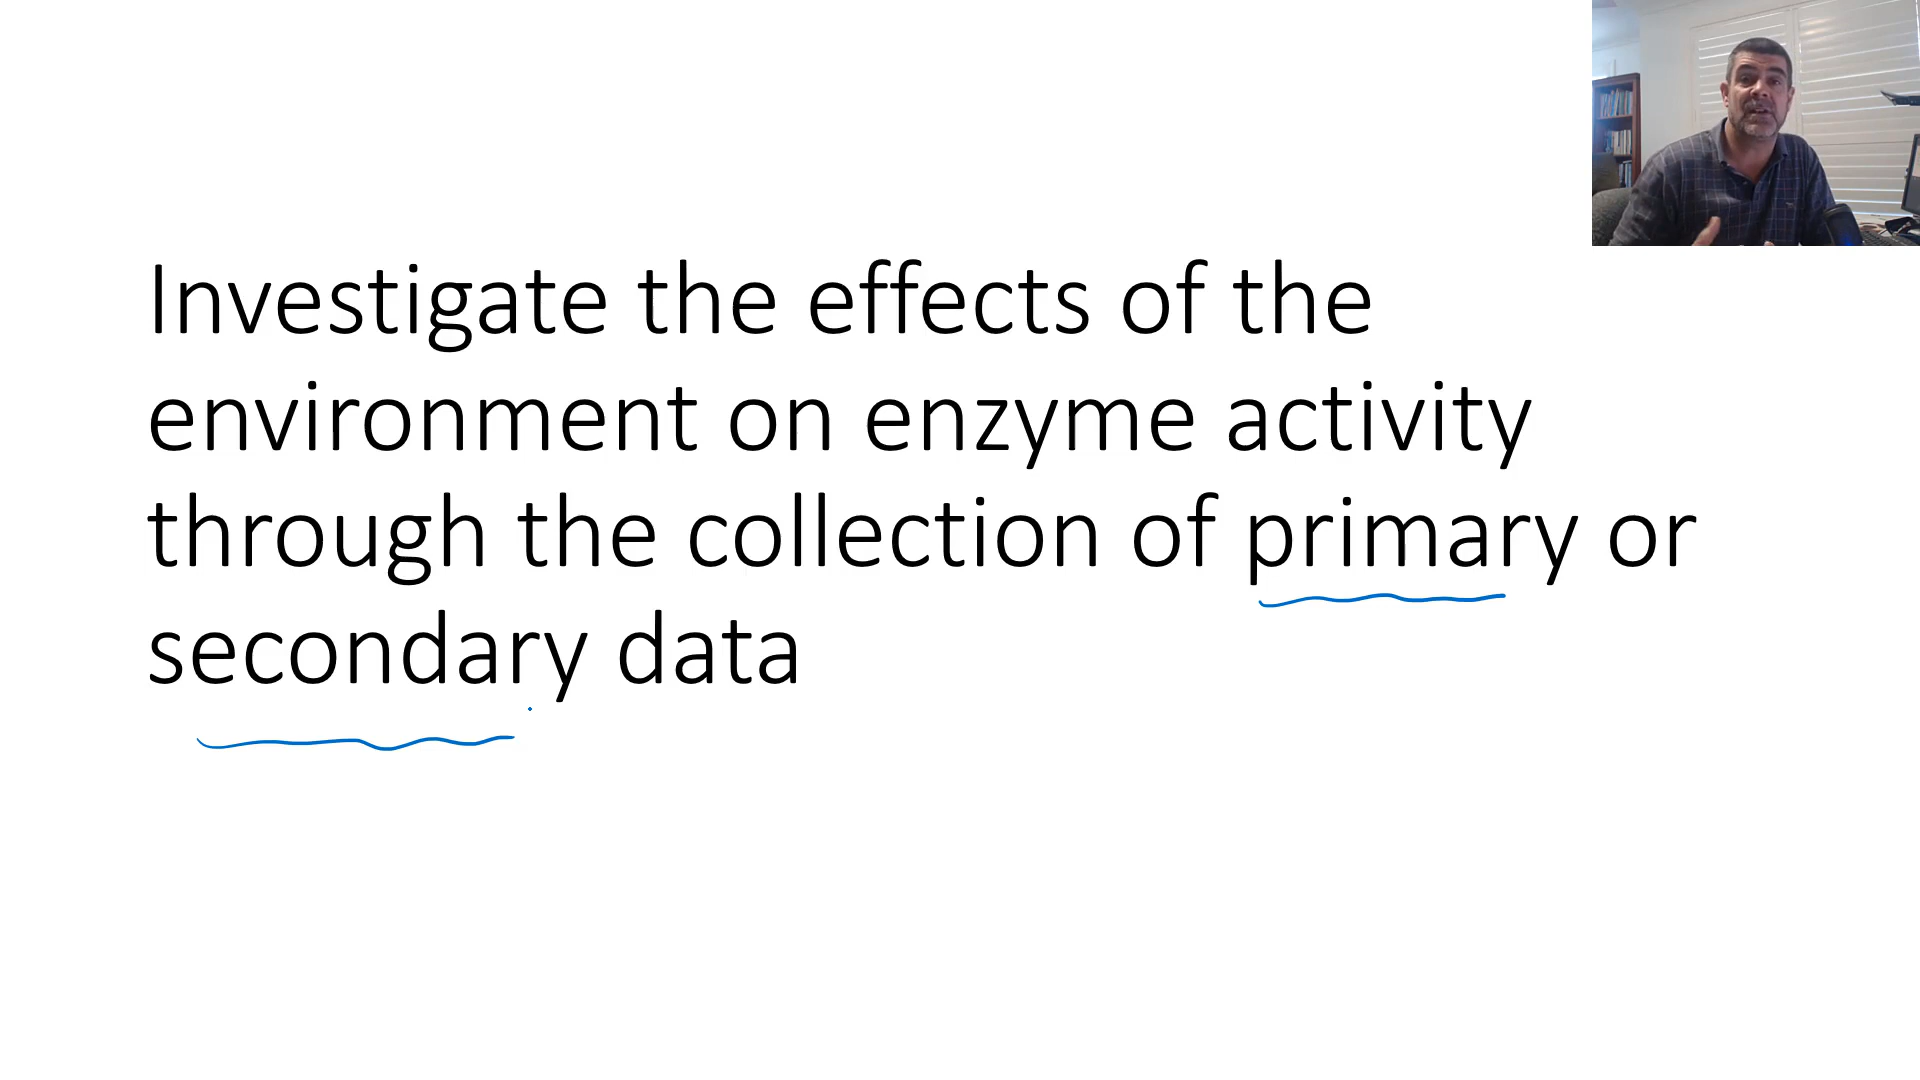 Investigate the effects of the
environment on enzyme activity
through the collection of primary or
secondary data